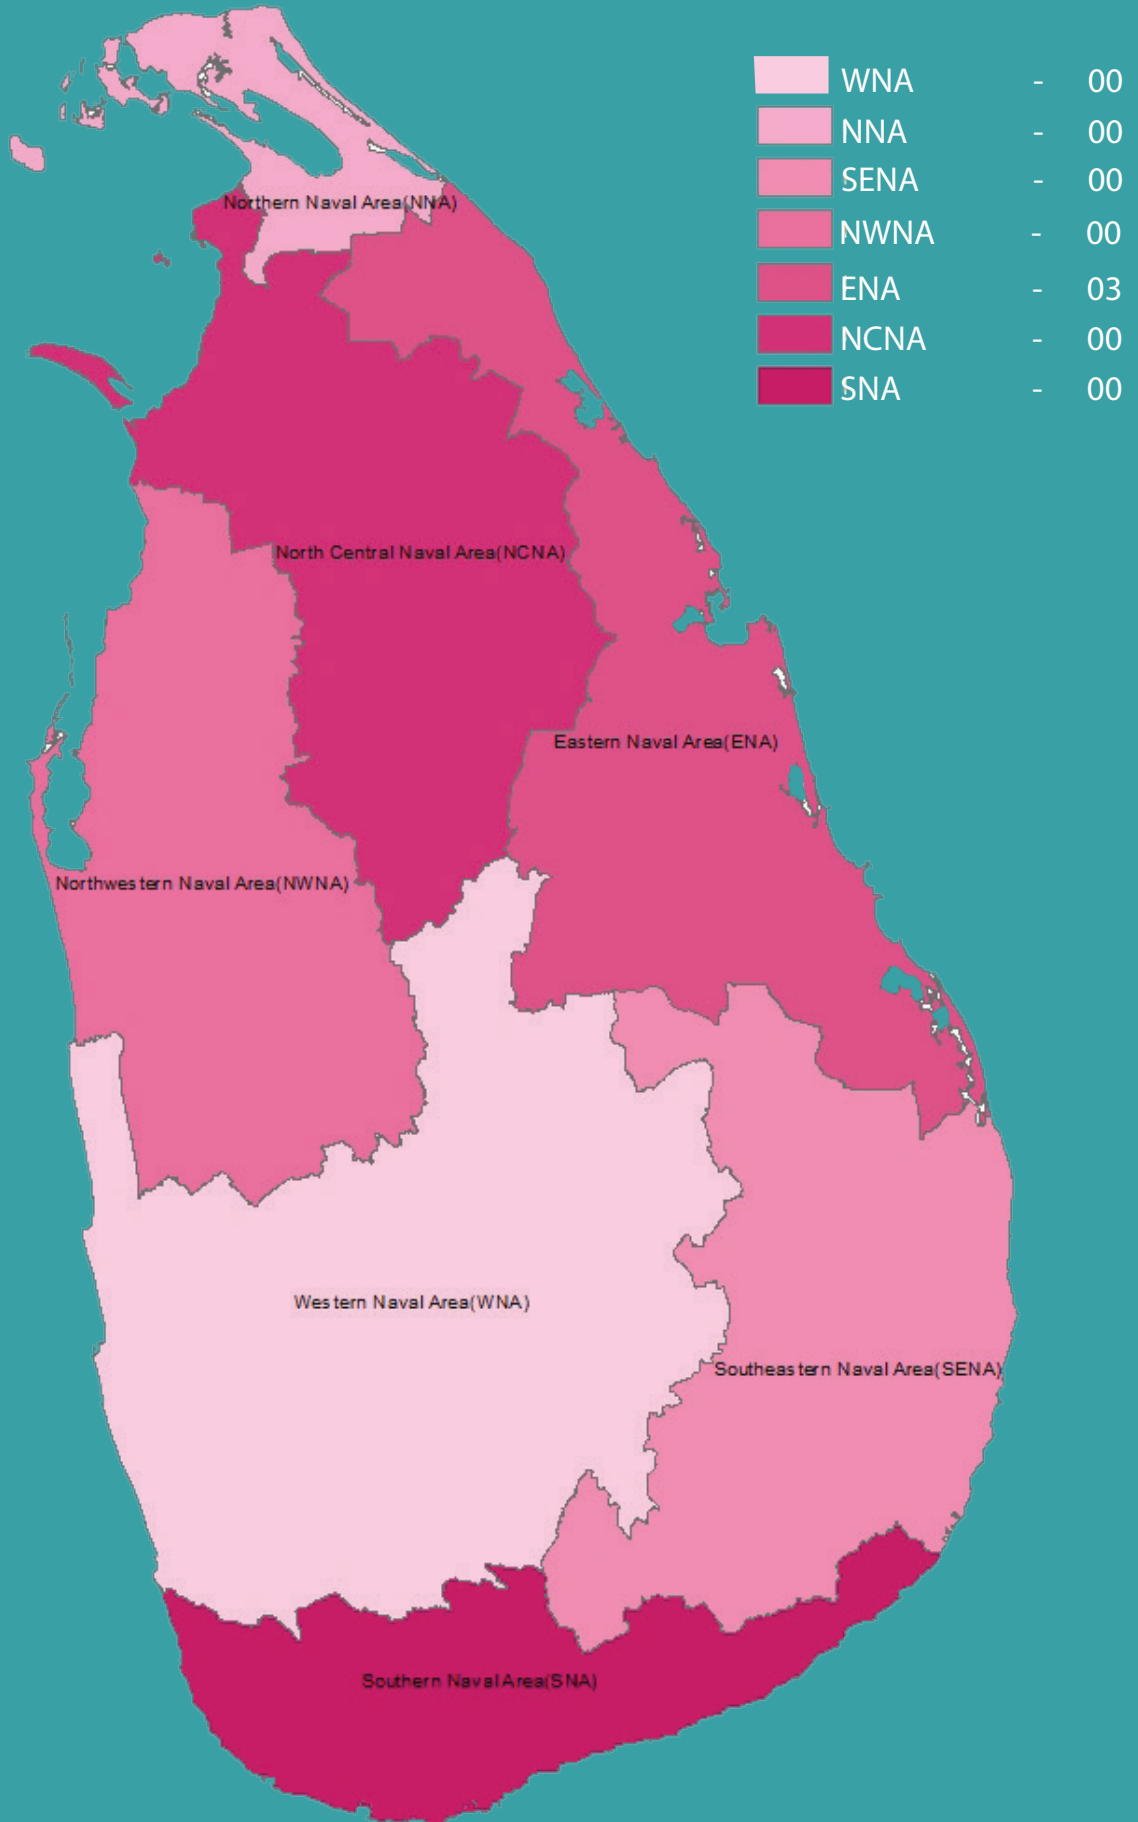 WNA - 00
NNA - 00
SENA - 00
NWNA - 00
ENA - 03
NCNA - 00
SNA - 00
Northern Naval Area(NNA)
North Central Naval Area(NCNA)
Eastern Naval Area(ENA)
Northwestern Naval Area(NWNA)
Western Naval Area(WNA)
Southeastern Naval Area(SENA)
Southern Naval Area(SNA)